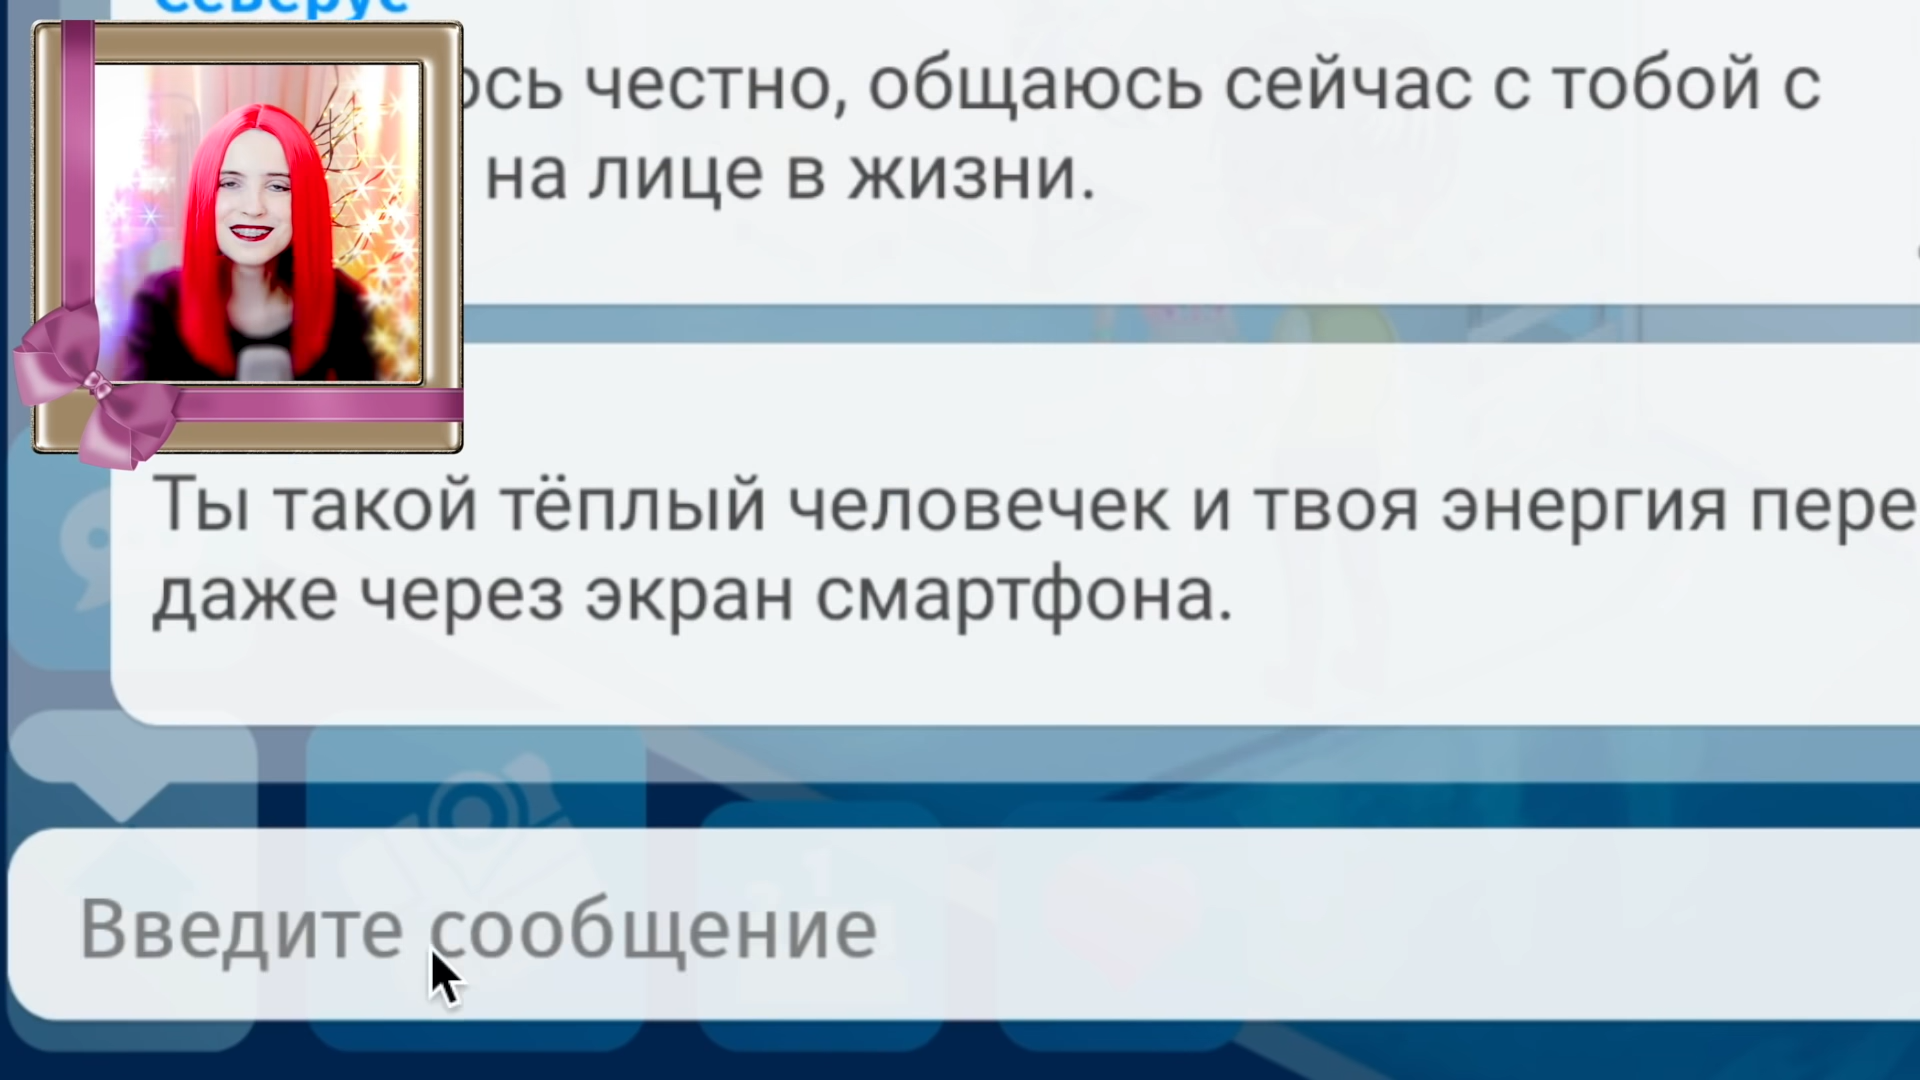 Северус
ось честно, общаюсь сейчас с тобой с
на лице в жизни.
Ты такой тёплый человечек и твоя энергия пере
даже через экран смартфона.
Введите сообщение